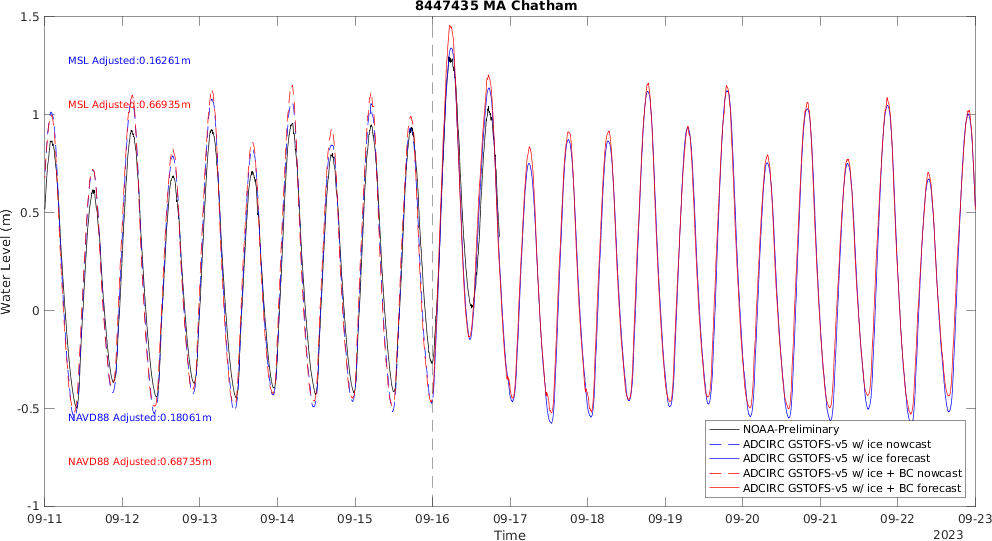 8447435 MA Chatham
1.5
1
0.5
0
-0.5
-1
Water Level (m)
MSL Adjusted:0.16261m
MSL Adjusted:0.66935m
NAVD88 Adjusted:0.18061m
NAVD88 Adjusted:0.68735m
NOAA-Preliminary
ADCIRC GSTOFS-v5 w/ ice nowcast
ADCIRC GSTOFS-v5 w/ ice forecast
ADCIRC GSTOFS-v5 w/ ice + BC nowcast
ADCIRC GSTOFS-v5 w/ ice + BC forecast
09-11 09-12 09-13 09-14 09-15 09-16 09-17 09-18 09-19 09-20 09-21 09-22 09-23
Time
2023